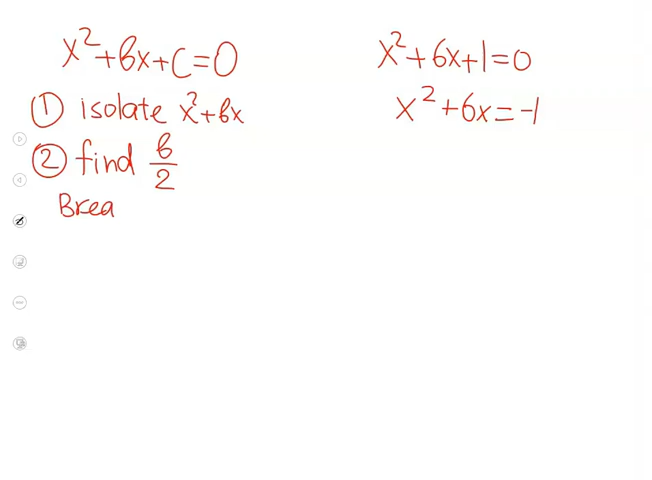 x²+bx+c=0
① isolate x²+bx
② find b/2
Brea
x²+6x+1=0
x²+6x=-1